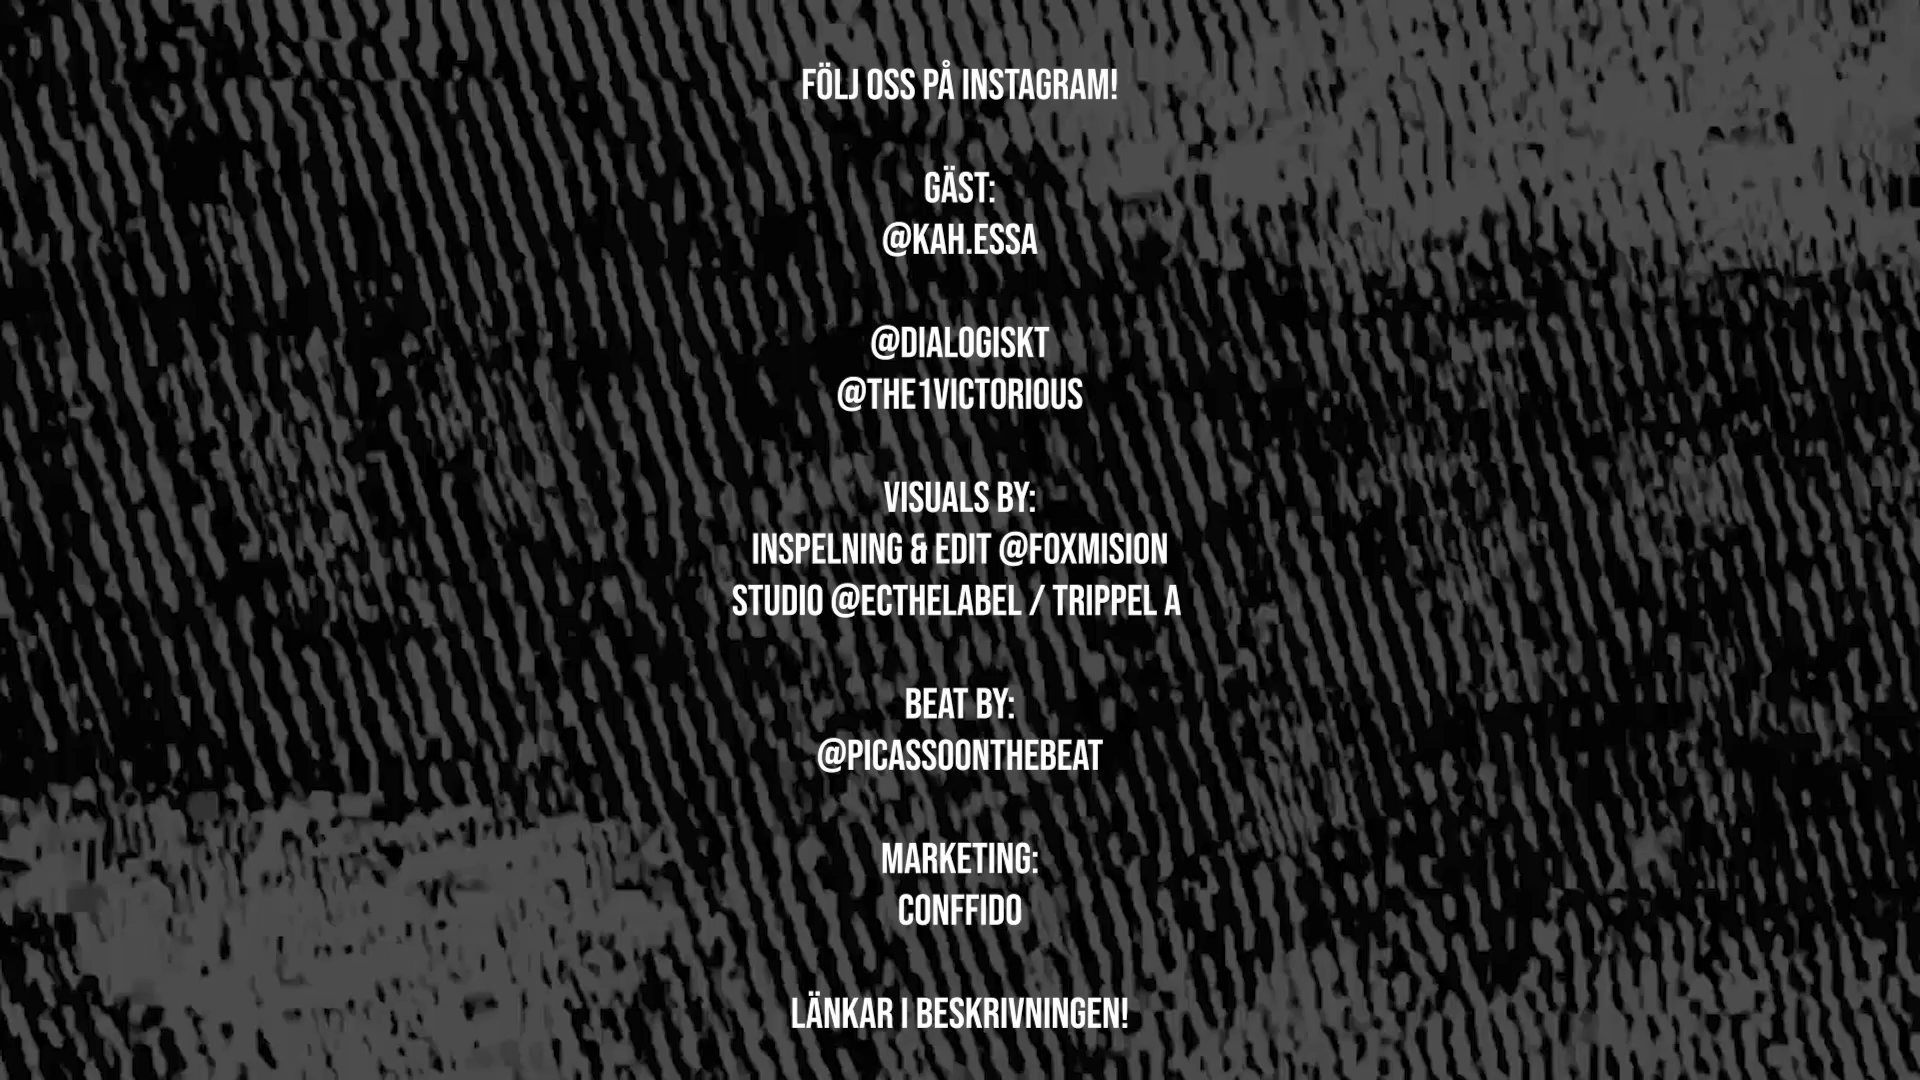 FÖLJ OSS PÅ INSTAGRAM!
GÄST:
@KAH.ESSA
@DIALOGISKT
@THE1VICTORIOUS
VISUALS BY:
INSPELNING & EDIT @FOXMISION
STUDIO @ECTHELABEL / TRIPPEL A
BEAT BY:
@PICASSOONTHEBEAT
MARKETING:
CONFFIDO
LÄNKAR I BESKRIVNINGEN!